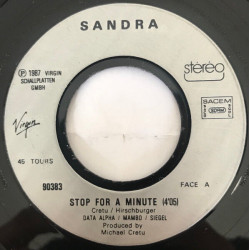 SANDRA
℗ 1987 VIRGIN
SCHALLPLATTEN
GMBH
stéréo
SACEM
Virgin
45 TOURS
90383
FACE A
STOP FOR A MINUTE (4'05)
Cretu / Hirschburger
DATA ALPHA / MAMBO / SIEGEL
Produced by
Michael Cretu